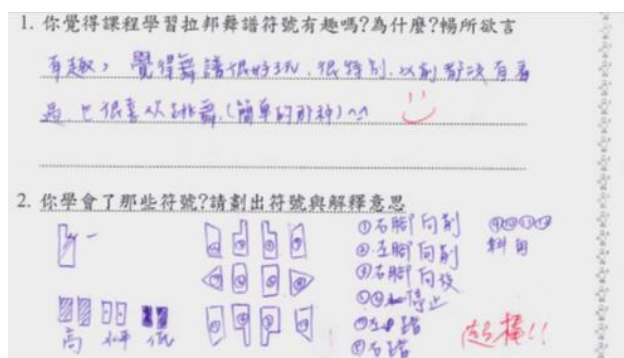 1. 你覺得課程學習拉邦舞譜符號有趣嗎?為什麼?暢所欲言
有趣, 覺得舞譜很好玩, 很特別, 以前都沒有看
過, 也很喜歡跳舞, (簡單的那種)^^
2. 你學會了那些符號?請劃出符號與解釋意思
①右腳向前
②左腳向前
③右腳向後
停止
右踏
斜角
高 水平 低
超棒!!